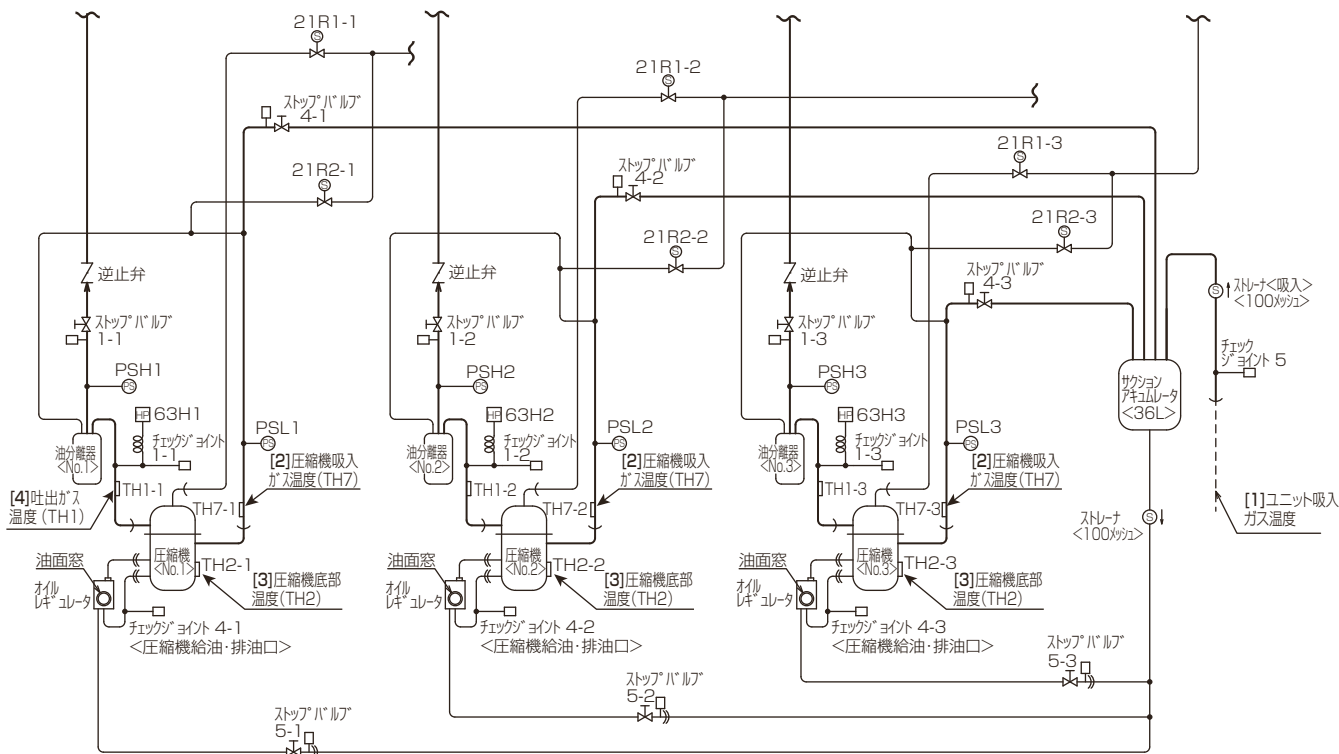 21R1-1
ストップバルブ
4-1
21R2-1
21R1-2
ストップバルブ
4-2
21R2-2
21R1-3
21R2-3
ストップバルブ
4-3
逆止弁
ストップバルブ
1-1
PSH1
PS
逆止弁
ストップバルブ
1-2
PSH2
PS
逆止弁
ストップバルブ
1-3
PSH3
PS
S
ストレーナ<吸入>
<100メッシュ>
チェック
ジョイント 5
サクション
アキュムレータ
<36L>
油分離器
<No.1>
HP 63H1
チェックジョイント
1-1
PSL1
PS
[2]圧縮機吸入
ガス温度(TH7)
油分離器
<No.2>
HP 63H2
チェックジョイント
1-2
PSL2
PS
[2]圧縮機吸入
ガス温度(TH7)
油分離器
<No.3>
HP 63H3
チェックジョイント
1-3
PSL3
PS
[2]圧縮機吸入
ガス温度(TH7)
[4]吐出ガス
温度(TH1)
TH1-1
TH7-1
TH1-2
TH7-2
TH1-3
TH7-3
ストレーナ
<100メッシュ>
S
[1]ユニット吸入
ガス温度
油面窓
オイル
レギュレータ
圧縮機
<No.1>
TH2-1
[3]圧縮機底部
温度(TH2)
油面窓
オイル
レギュレータ
圧縮機
<No.2>
TH2-2
[3]圧縮機底部
温度(TH2)
油面窓
オイル
レギュレータ
圧縮機
<No.3>
TH2-3
[3]圧縮機底部
温度(TH2)
チェックジョイント 4-1
<圧縮機給油・排油口>
チェックジョイント 4-2
<圧縮機給油・排油口>
チェックジョイント 4-3
<圧縮機給油・排油口>
ストップバルブ
5-1
ストップバルブ
5-2
ストップバルブ
5-3